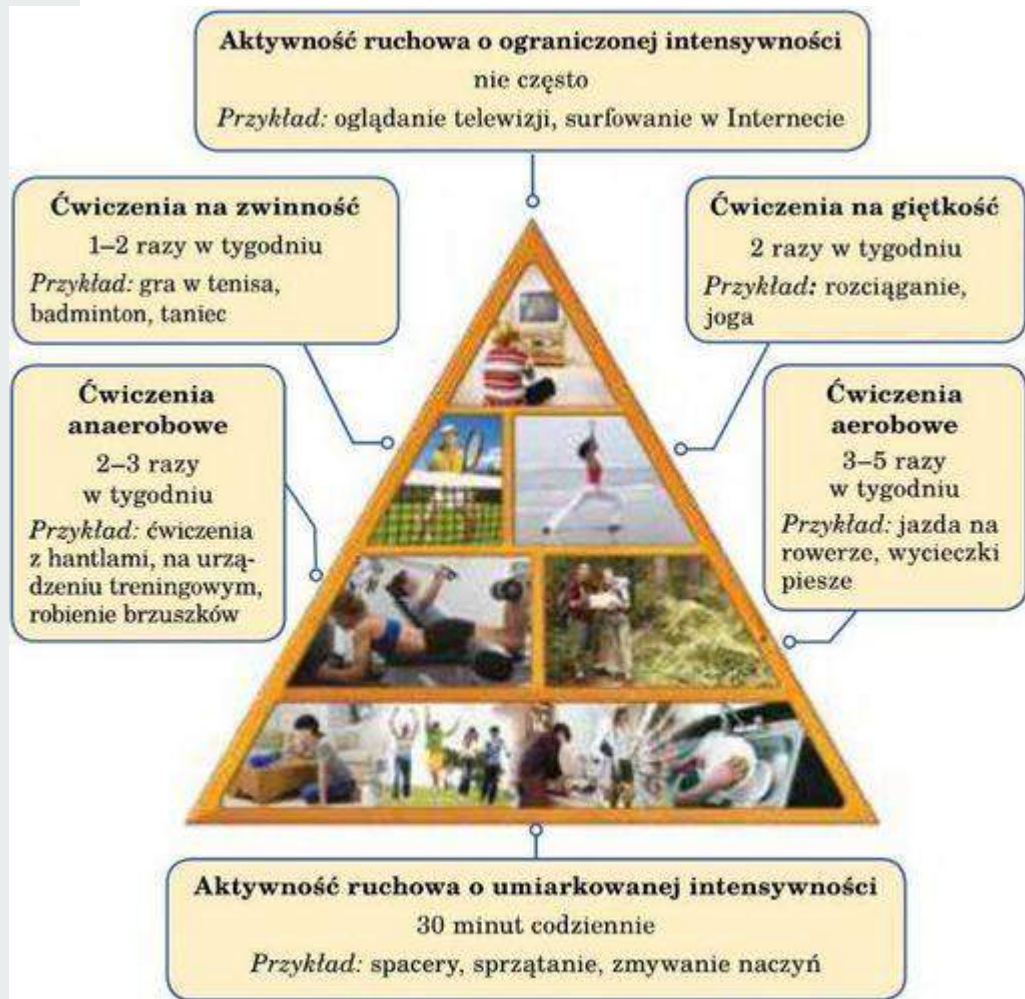 Aktywność ruchowa o ograniczonej intensywności
nie często
Przykład: oglądanie telewizji, surfowanie w Internecie
Ćwiczenia na zwinność
1–2 razy w tygodniu
Przykład: gra w tenisa,
badminton, taniec
Ćwiczenia na giętkość
2 razy w tygodniu
Przykład: rozciąganie,
joga
Ćwiczenia
anaerobowe
2–3 razy
w tygodniu
Przykład: ćwiczenia
z hantlami, na urzą-
dzeniu treningowym,
robienie brzuszków
Ćwiczenia
aerobowe
3–5 razy
w tygodniu
Przykład: jazda na
rowerze, wycieczki
piesze
Aktywność ruchowa o umiarkowanej intensywności
30 minut codziennie
Przykład: spacery, sprzątanie, zmywanie naczyń